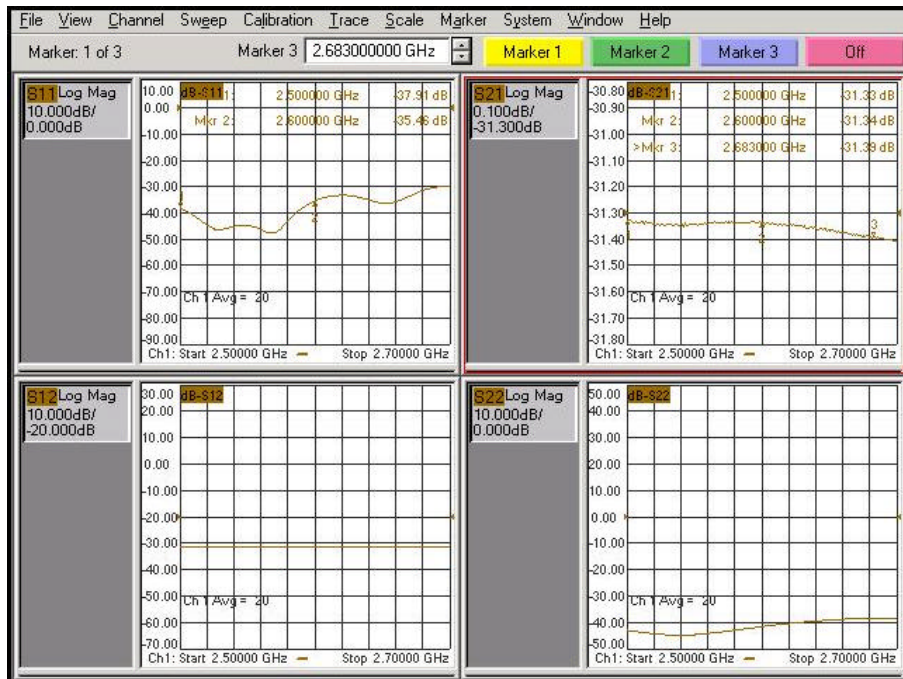 File View Channel Sweep Calibration Trace Scale Marker System Window Help
Marker: 1 of 3 Marker 3 2.683000000 GHz Marker 1 Marker 2 Marker 3 Off
S11 Log Mag
10.000dB/
0.000dB
10.00
0.00
-10.00
-20.00
-30.00
-40.00
-50.00
-60.00
-70.00
-80.00
-90.00
dB-S11 1: 2.500000 GHz -37.91 dB
Mkr 2: 2.600000 GHz -35.46 dB
1
2
Ch 1 Avg = 20
Ch1: Start 2.50000 GHz Stop 2.70000 GHz
S21 Log Mag
0.100dB/
-31.300dB
-30.80
-30.90
-31.00
-31.10
-31.20
-31.30
-31.40
-31.50
-31.60
-31.70
-31.80
dB-S21 1: 2.500000 GHz -31.33 dB
Mkr 2: 2.600000 GHz -31.34 dB
>Mkr 3: 2.683000 GHz -31.39 dB
1
2
3
Ch 1 Avg = 20
Ch1: Start 2.50000 GHz Stop 2.70000 GHz
S12 Log Mag
10.000dB/
-20.000dB
30.00
20.00
10.00
0.00
-10.00
-20.00
-30.00
-40.00
-50.00
-60.00
-70.00
dB-S12
Ch 1 Avg = 20
Ch1: Start 2.50000 GHz Stop 2.70000 GHz
S22 Log Mag
10.000dB/
0.000dB
50.00
40.00
30.00
20.00
10.00
0.00
-10.00
-20.00
-30.00
-40.00
-50.00
dB-S22
Ch 1 Avg = 20
Ch1: Start 2.50000 GHz Stop 2.70000 GHz